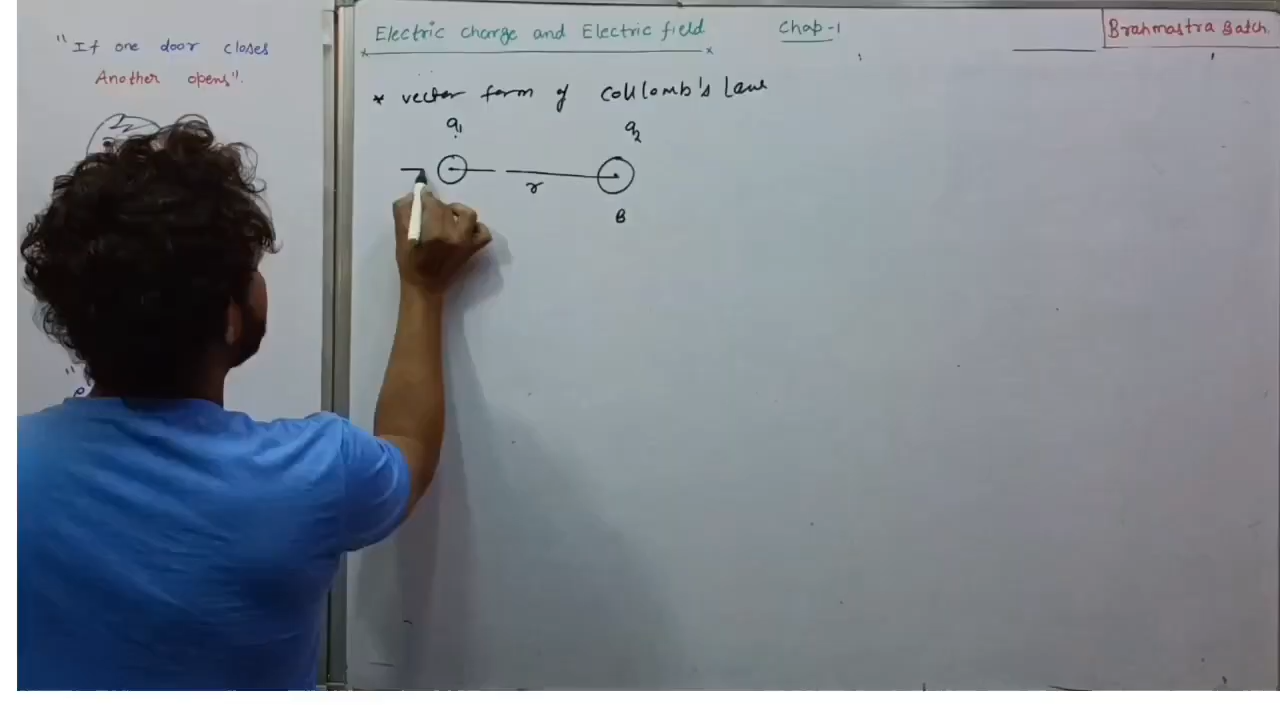 "If one door closes
Another opens".
Electric charge and Electric field
Chap-1
Brahmastra Batch.
* vector form of Coulomb's Law
q1
q2
r
B